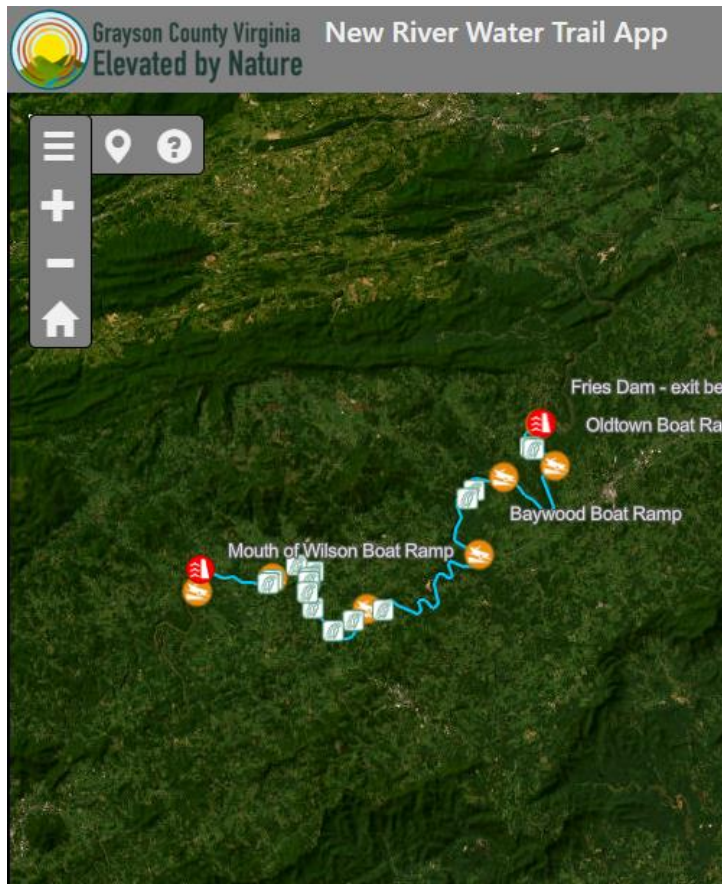 Grayson County Virginia
Elevated by Nature
New River Water Trail App
Fries Dam - exit be
Oldtown Boat Ra
Baywood Boat Ramp
Mouth of Wilson Boat Ramp